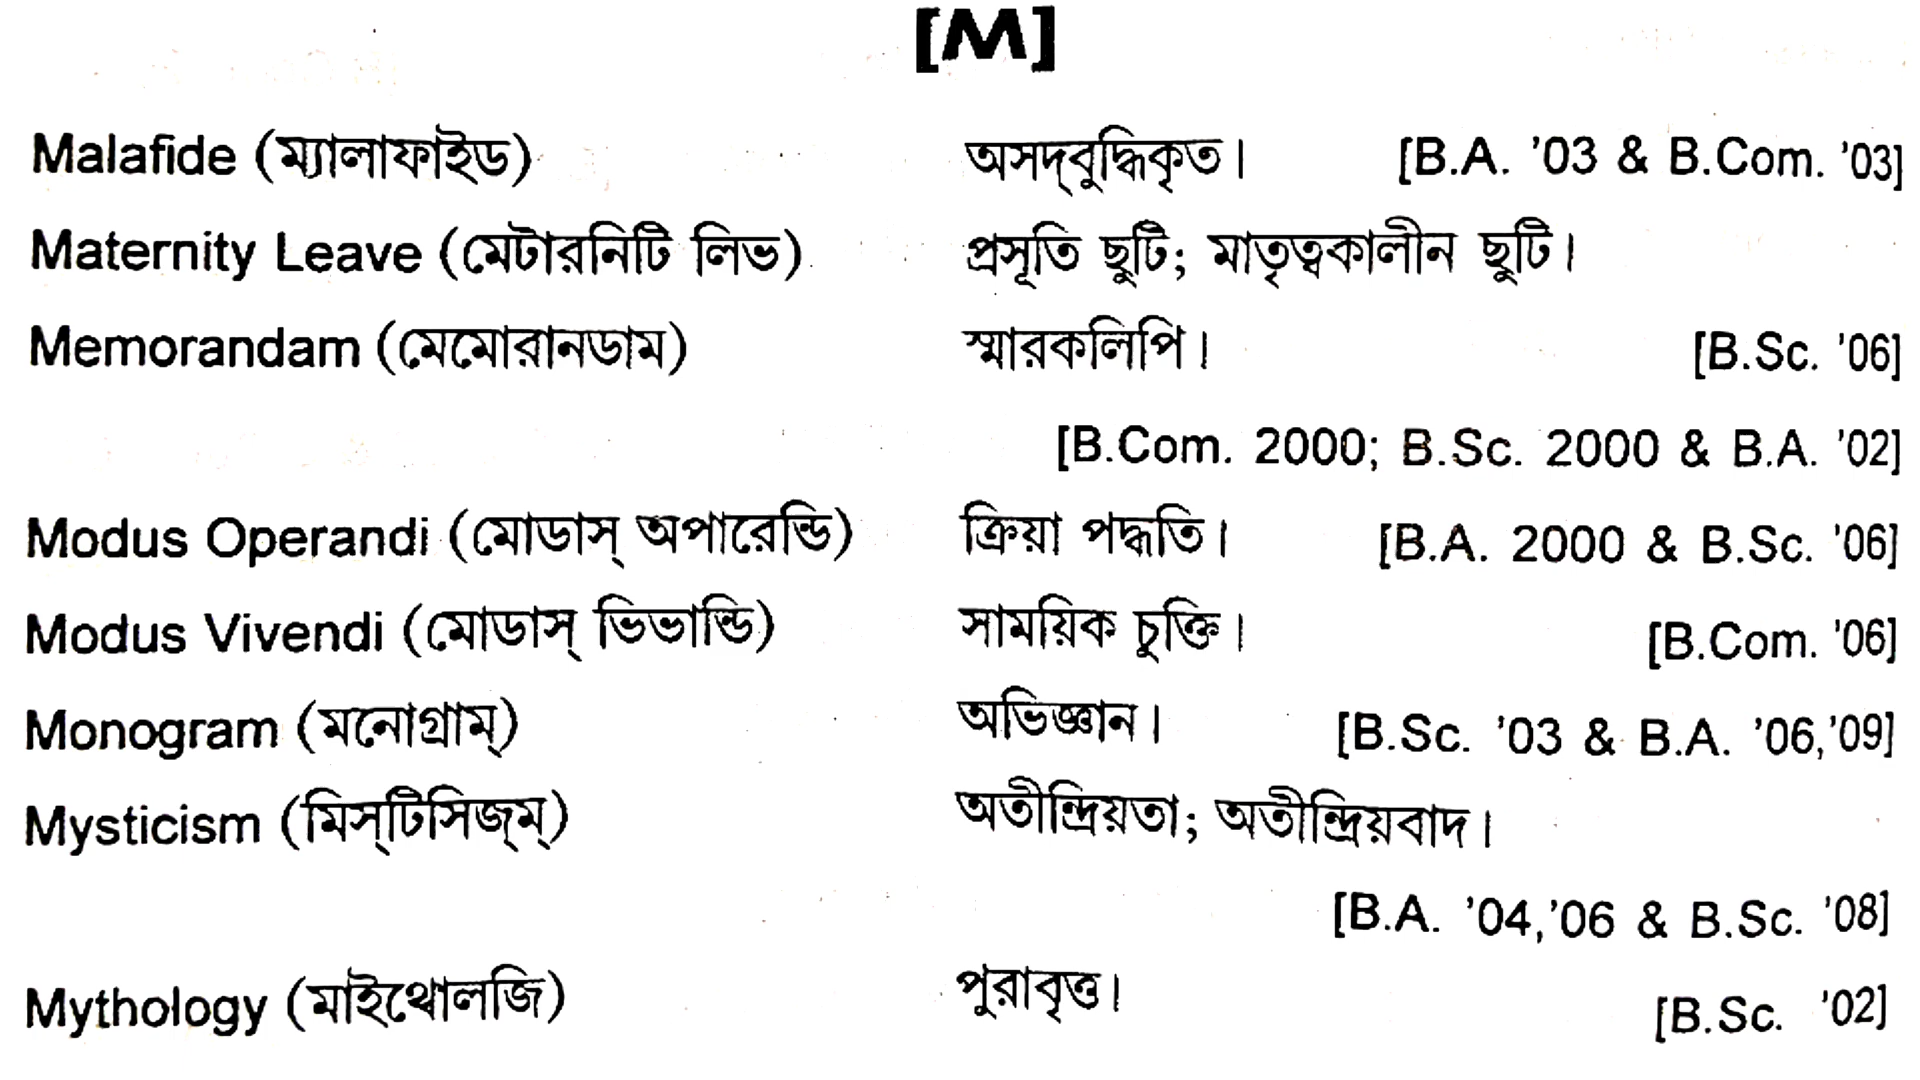 [M]
Malafide (ম্যালাফাইড) অসদ্‌বুদ্ধিকৃত। [B.A. '03 & B.Com. '03]
Maternity Leave (মেটারনিটি লিভ) প্রসূতি ছুটি; মাতৃত্বকালীন ছুটি।
Memorandam (মেমোরানডাম) স্মারকলিপি। [B.Sc. '06]
[B.Com. 2000; B.Sc. 2000 & B.A. '02]
Modus Operandi (মোডাস্ অপারেন্ডি) ক্রিয়া পদ্ধতি। [B.A. 2000 & B.Sc. '06]
Modus Vivendi (মোডাস্ ভিভান্ডি) সাময়িক চুক্তি। [B.Com. '06]
Monogram (মনোগ্রাম্) অভিজ্ঞান। [B.Sc. '03 & B.A. '06,'09]
Mysticism (মিস্‌টিসিজ্‌ম্) অতীন্দ্রিয়তা; অতীন্দ্রিয়বাদ।
[B.A. '04,'06 & B.Sc. '08]
Mythology (মাইথোলজি) পুরাবৃত্ত। [B.Sc. '02]